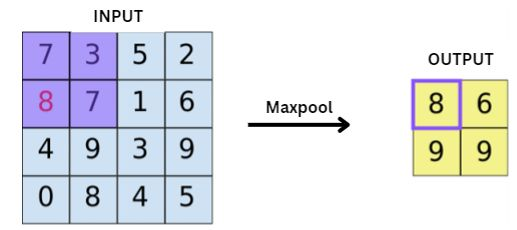 INPUT
7 3 5 2
8 7 1 6
4 9 3 9
0 8 4 5
Maxpool
OUTPUT
8 6
9 9